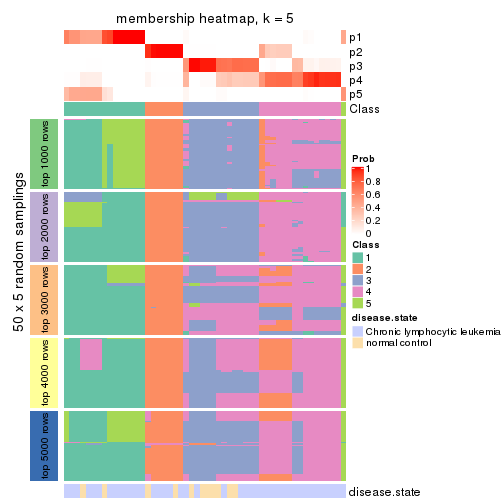 membership heatmap, k = 5
p1
p2
p3
p4
p5
Class
50 x 5 random samplings
top 1000 rows
top 2000 rows
top 3000 rows
top 4000 rows
top 5000 rows
disease.state
Prob
1
0.8
0.6
0.4
0.2
0
Class
1
2
3
4
5
disease.state
Chronic lymphocytic leukemia
normal control